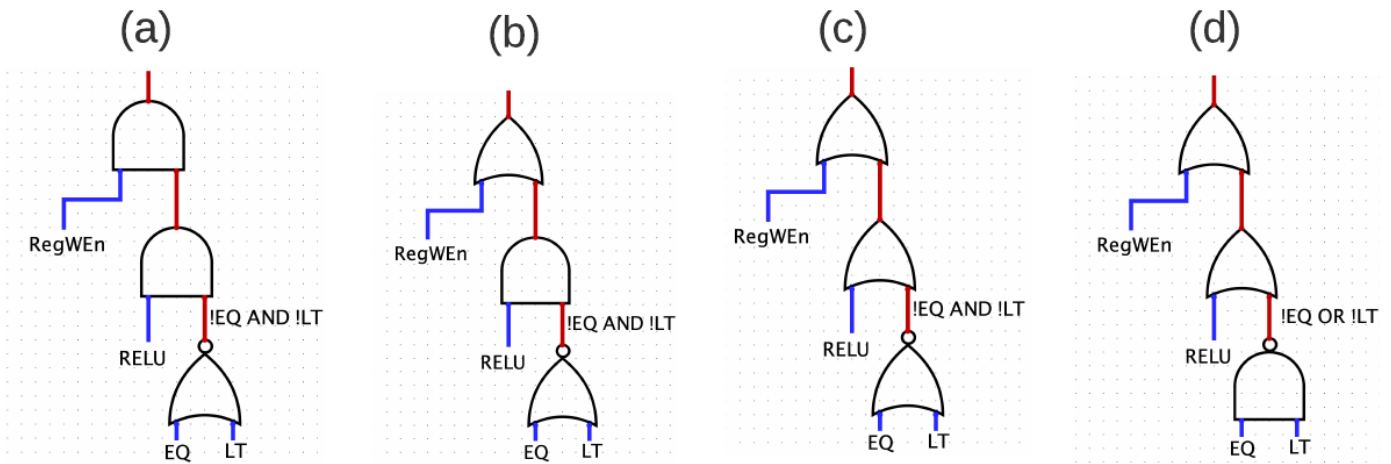 (a)
(b)
(c)
(d)
RegWEn
RELU
!EQ AND !LT
EQ
LT
RegWEn
RELU
!EQ AND !LT
EQ
LT
RegWEn
RELU
!EQ AND !LT
EQ
LT
RegWEn
RELU
!EQ OR !LT
EQ
LT